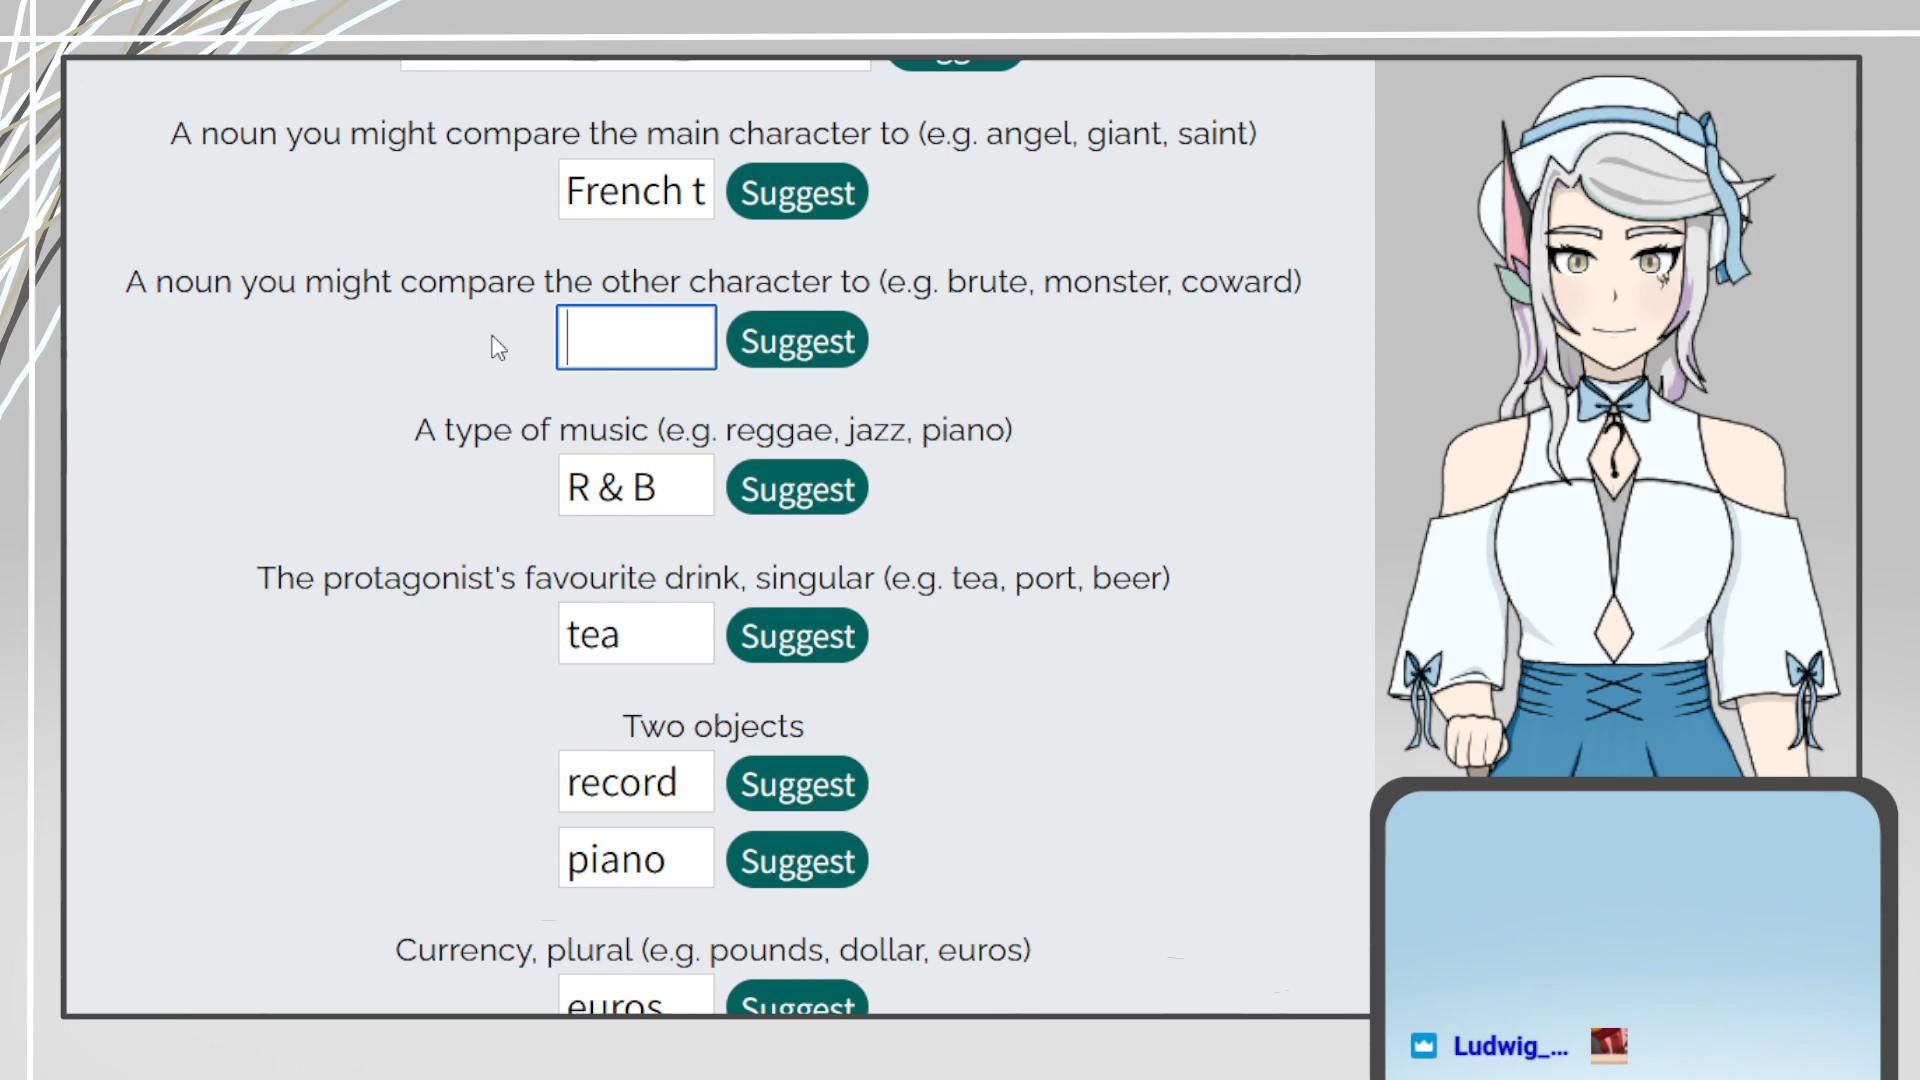 A noun you might compare the main character to (e.g. angel, giant, saint)
French t Suggest
A noun you might compare the other character to (e.g. brute, monster, coward)
Suggest
A type of music (e.g. reggae, jazz, piano)
R & B Suggest
The protagonist's favourite drink, singular (e.g. tea, port, beer)
tea Suggest
Two objects
record Suggest
piano Suggest
Currency, plural (e.g. pounds, dollar, euros)
euros Suggest
Ludwig_...